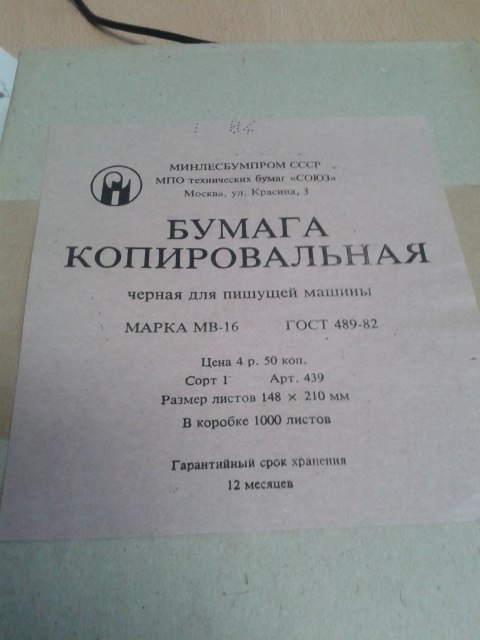 84
МИНЛЕСБУМПРОМ СССР
МПО технических бумаг «СОЮЗ»
Москва, ул. Красина, 3
БУМАГА
КОПИРОВАЛЬНАЯ
черная для пишущей машины
МАРКА МВ-16 ГОСТ 489-82
Цена 4 р. 50 коп.
Сорт 1 Арт. 439
Размер листов 148 × 210 мм
В коробке 1000 листов
Гарантийный срок хранения
12 месяцев